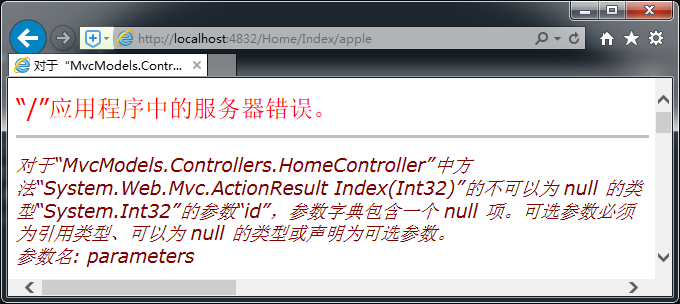 http://localhost:4832/Home/Index/apple
对于“MvcModels.Contr...
“/”应用程序中的服务器错误。
对于“MvcModels.Controllers.HomeController”中方
法“System.Web.Mvc.ActionResult Index(Int32)”的不可以为 null 的类
型“System.Int32”的参数“id”，参数字典包含一个 null 项。可选参数必须
为引用类型、可以为 null 的类型或声明为可选参数。
参数名: parameters